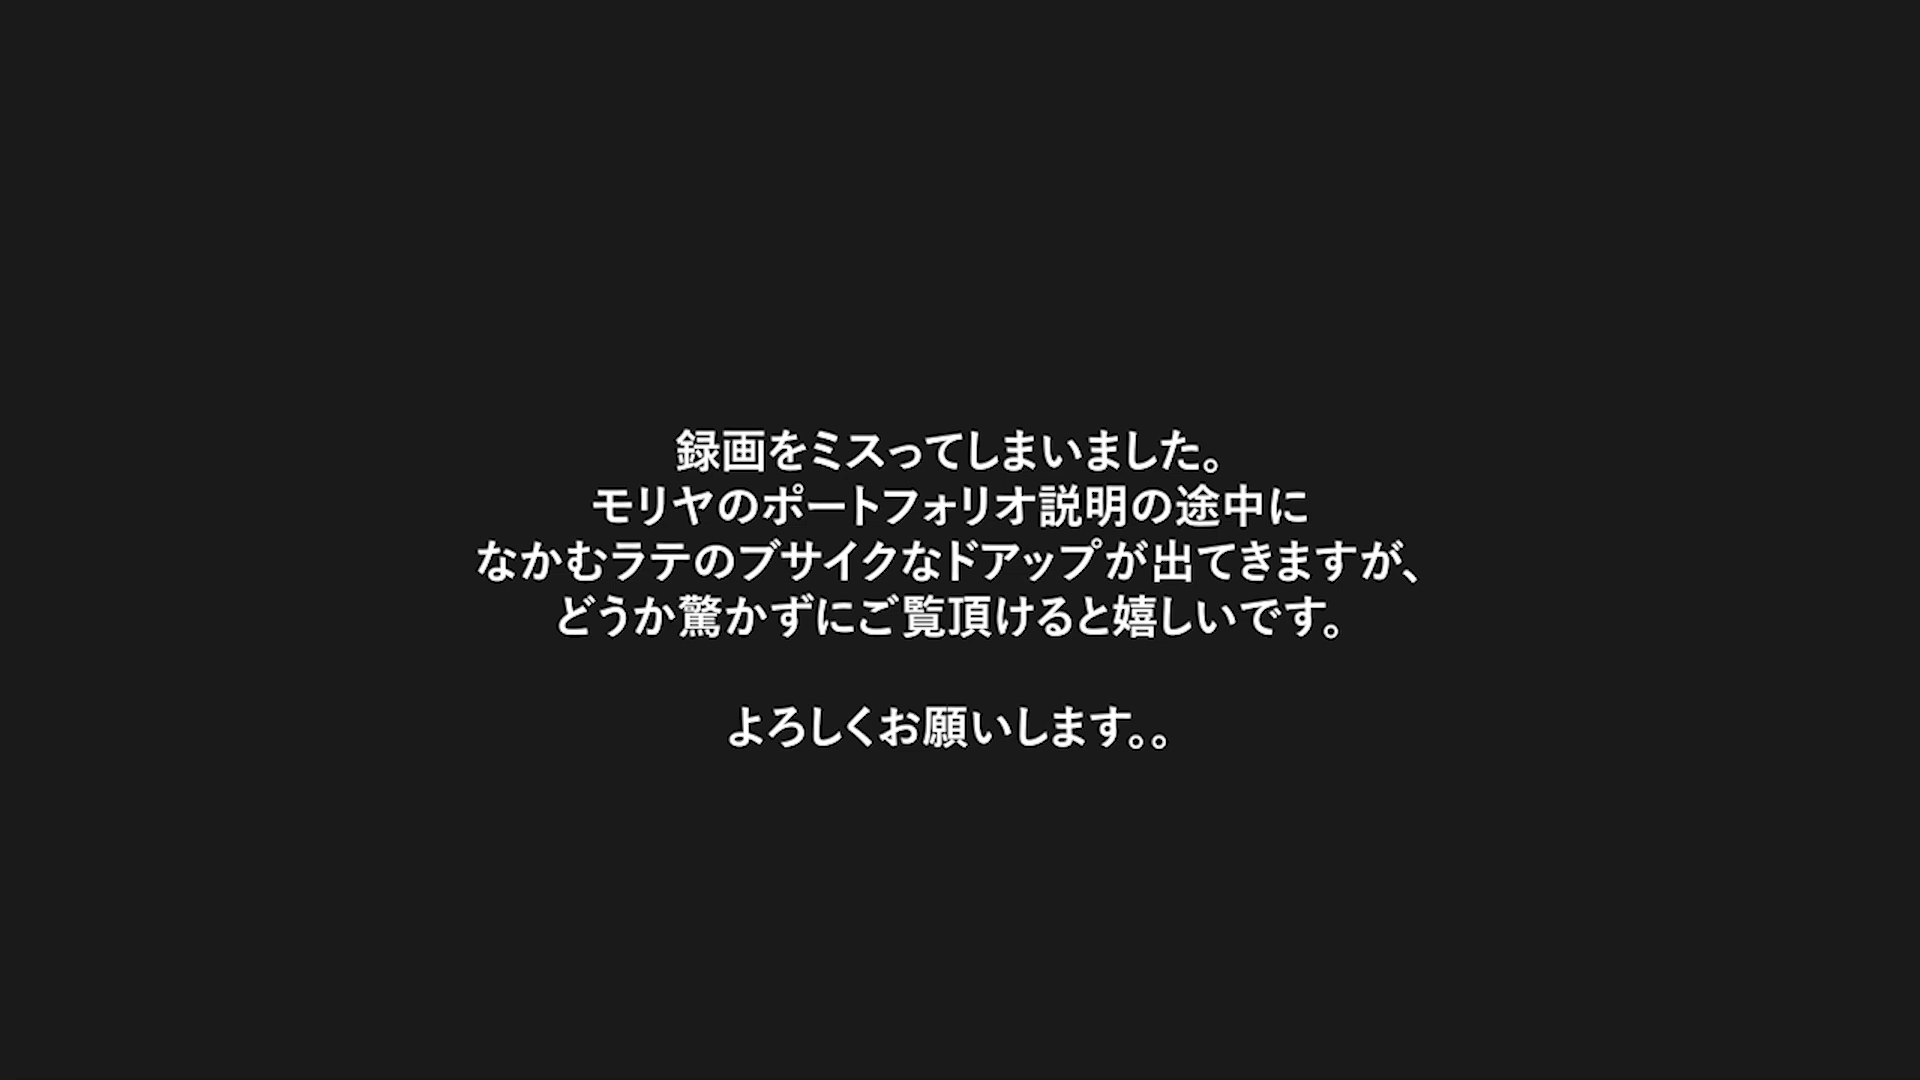 録画をミスってしまいました。
モリヤのポートフォリオ説明の途中に
なかむラテのブサイクなドアップが出てきますが、
どうか驚かずにご覧頂けると嬉しいです。
よろしくお願いします。。